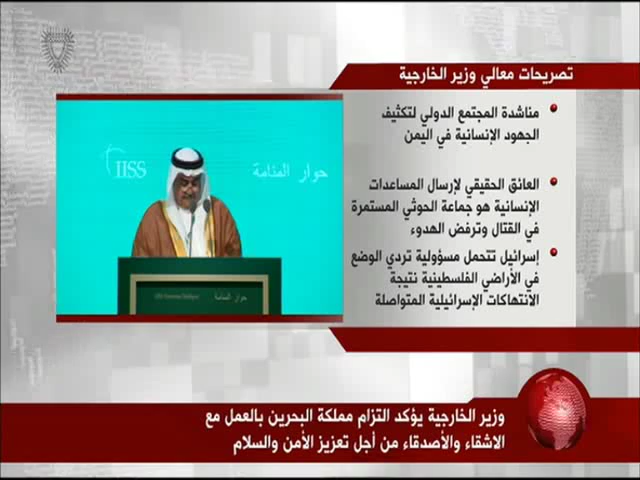 تصريحات معالي وزير الخارجية
مناشدة المجتمع الدولي لتكثيف
الجهود الإنسانية في اليمن
العائق الحقيقي لإرسال المساعدات
الإنسانية هو جماعة الحوثي المستمرة
في القتال وترفض الهدوء
إسرائيل تتحمل مسؤولية تردي الوضع
في الأراضي الفلسطينية نتيجة
الانتهاكات الإسرائيلية المتواصلة
IISS
حوار المنامة
حوار المنامة
وزير الخارجية يؤكد التزام مملكة البحرين بالعمل مع
الاشقاء والأصدقاء من أجل تعزيز الأمن والسلام